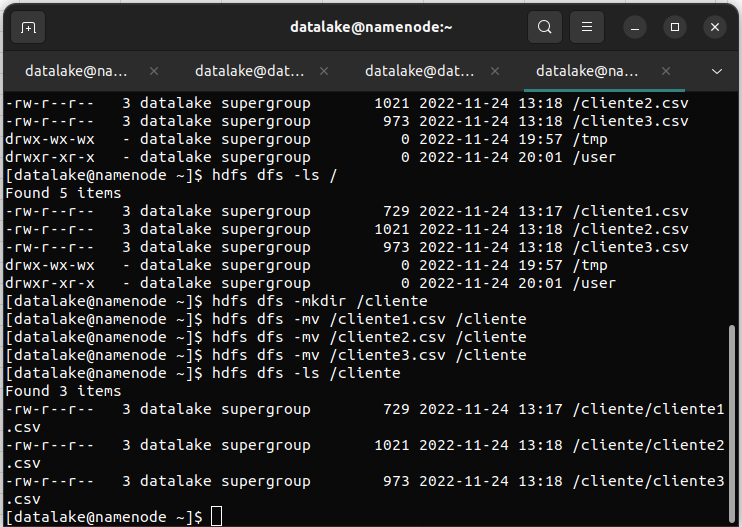 datalake@namenode:~
datalake@na... datalake@dat... datalake@dat... datalake@na...
-rw-r--r--   3 datalake supergroup       1021 2022-11-24 13:18 /cliente2.csv
-rw-r--r--   3 datalake supergroup        973 2022-11-24 13:18 /cliente3.csv
drwx-wx-wx   - datalake supergroup          0 2022-11-24 19:57 /tmp
drwxr-xr-x   - datalake supergroup          0 2022-11-24 20:01 /user
[datalake@namenode ~]$ hdfs dfs -ls /
Found 5 items
-rw-r--r--   3 datalake supergroup        729 2022-11-24 13:17 /cliente1.csv
-rw-r--r--   3 datalake supergroup       1021 2022-11-24 13:18 /cliente2.csv
-rw-r--r--   3 datalake supergroup        973 2022-11-24 13:18 /cliente3.csv
drwx-wx-wx   - datalake supergroup          0 2022-11-24 19:57 /tmp
drwxr-xr-x   - datalake supergroup          0 2022-11-24 20:01 /user
[datalake@namenode ~]$ hdfs dfs -mkdir /cliente
[datalake@namenode ~]$ hdfs dfs -mv /cliente1.csv /cliente
[datalake@namenode ~]$ hdfs dfs -mv /cliente2.csv /cliente
[datalake@namenode ~]$ hdfs dfs -mv /cliente3.csv /cliente
[datalake@namenode ~]$ hdfs dfs -ls /cliente
Found 3 items
-rw-r--r--   3 datalake supergroup        729 2022-11-24 13:17 /cliente/cliente1
.csv
-rw-r--r--   3 datalake supergroup       1021 2022-11-24 13:18 /cliente/cliente2
.csv
-rw-r--r--   3 datalake supergroup        973 2022-11-24 13:18 /cliente/cliente3
.csv
[datalake@namenode ~]$